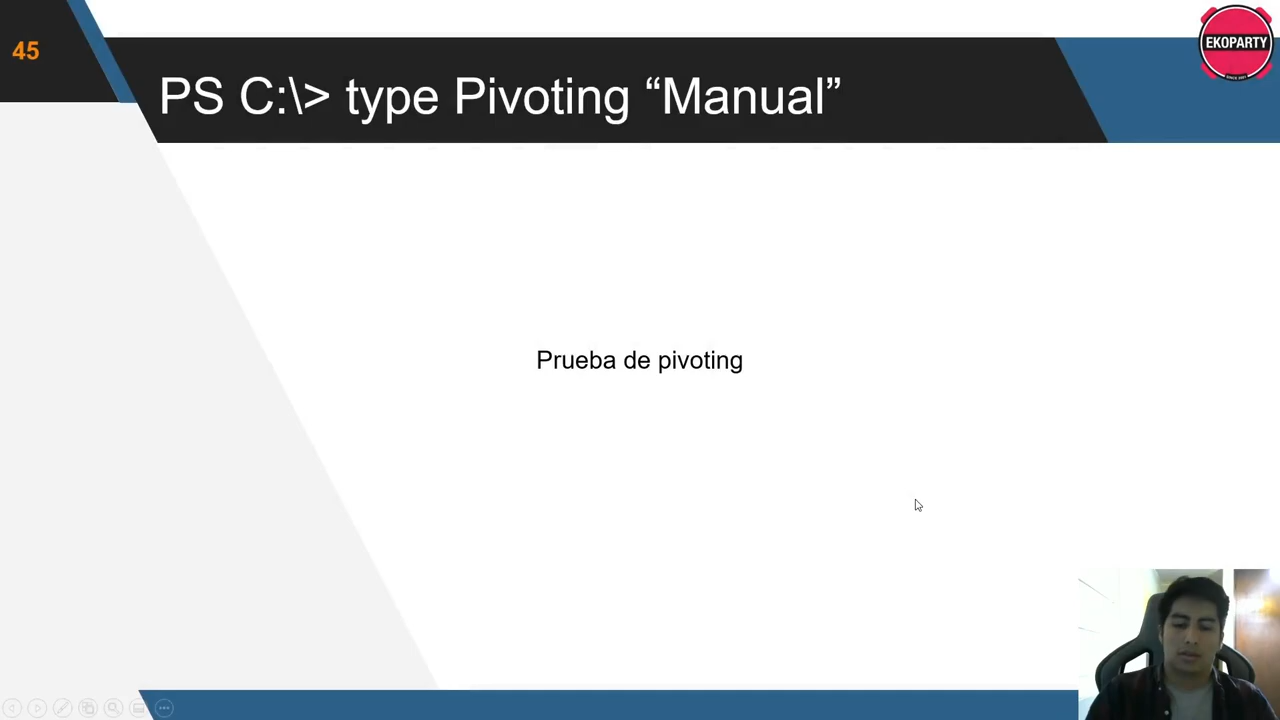 45
PS C:\> type Pivoting “Manual”
EKOPARTY
Prueba de pivoting